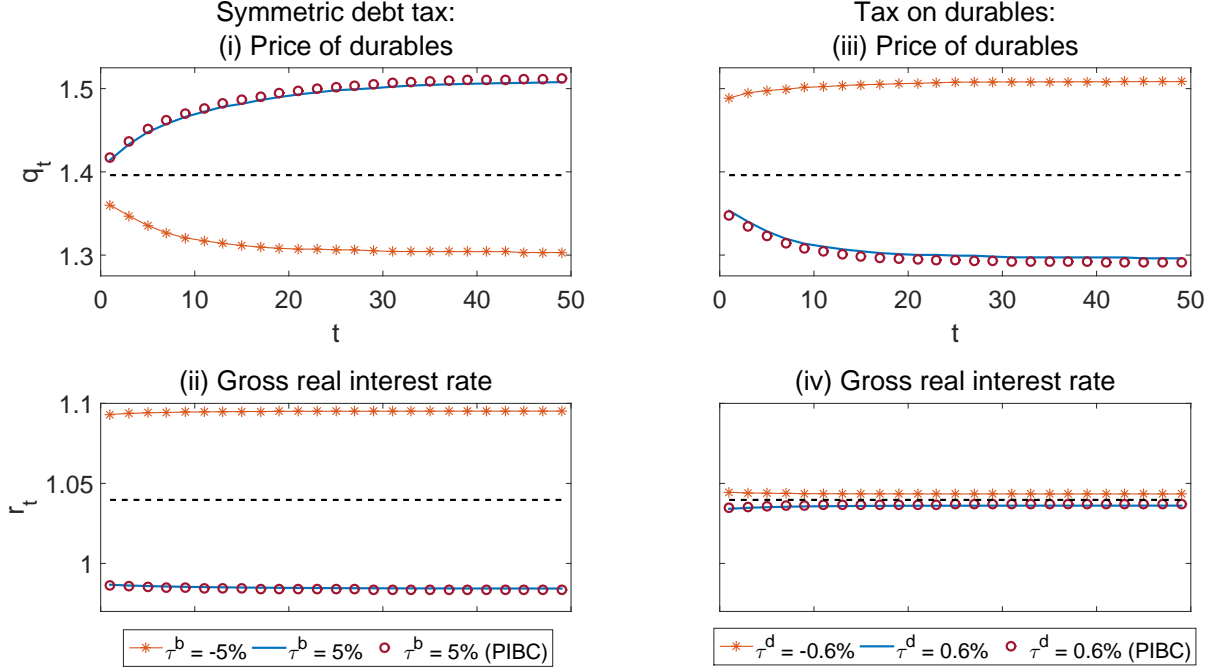 Symmetric debt tax:
(i) Price of durables
1.5
1.4
1.3
q_t
0 10 20 30 40 50
t
Tax on durables:
(iii) Price of durables
0 10 20 30 40 50
t
(ii) Gross real interest rate
1.1
1.05
1
r_t
(iv) Gross real interest rate
τ^b = -5% τ^b = 5% τ^b = 5% (PIBC)
τ^d = -0.6% τ^d = 0.6% τ^d = 0.6% (PIBC)